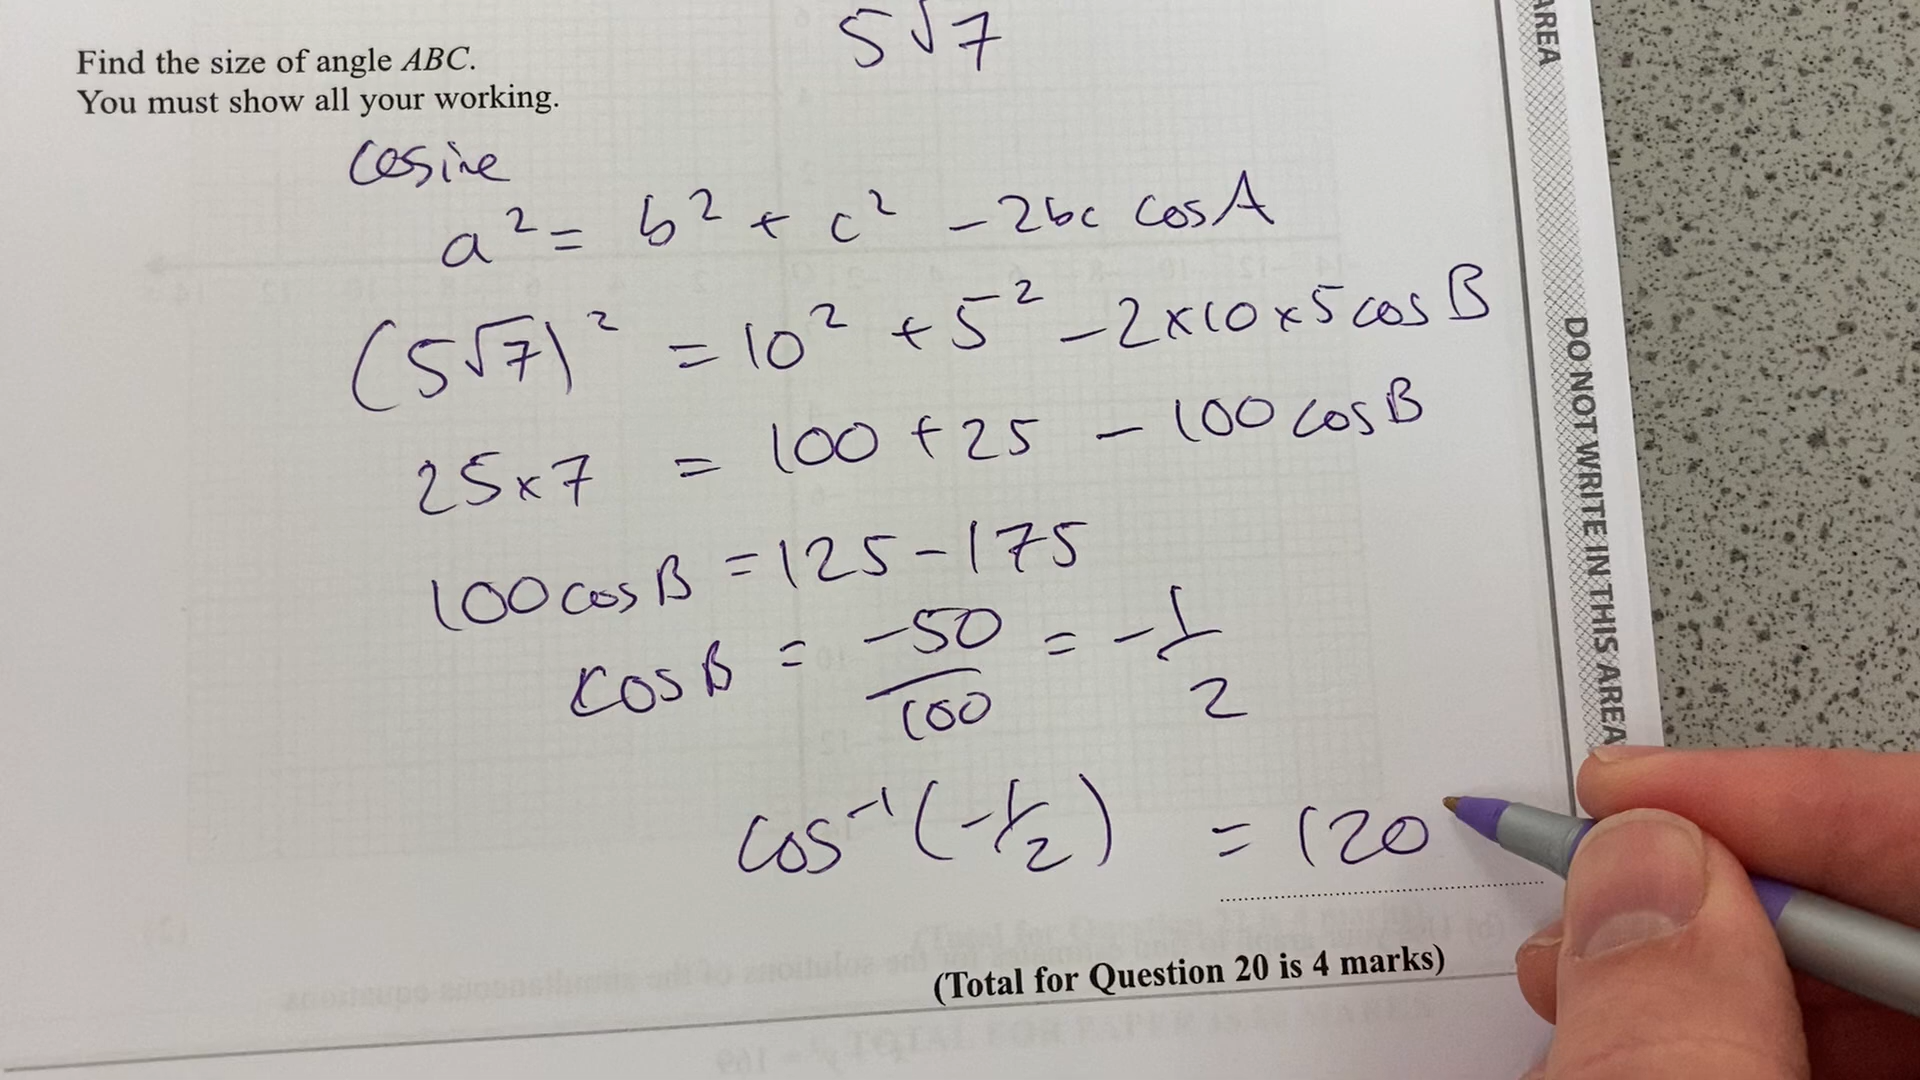 5√7
Find the size of angle ABC.
You must show all your working.
cosine
a² = b² + c² - 2bc cosA
(5√7)² = 10² + 5² - 2×10×5 cos B
25×7 = 100 + 25 - 100 cosB
100 cos B = 125 - 175
cos B = -50/100 = -1/2
cos⁻¹(-1/2) = 120
(Total for Question 20 is 4 marks)
AREA
DO NOT WRITE IN THIS AREA